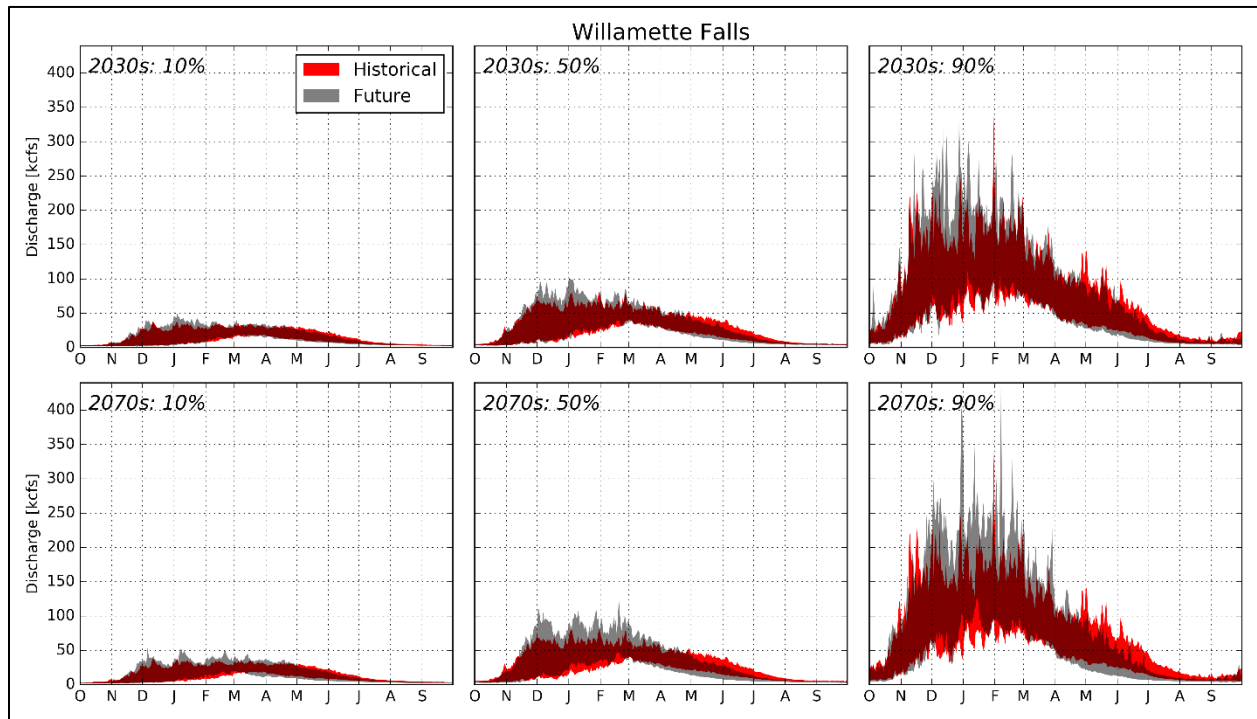 Willamette Falls
2030s: 10%
Historical
Future
2030s: 50%
2030s: 90%
Discharge [kcfs]
400
350
300
250
200
150
100
50
0
O N D J F M A M J J A S
O N D J F M A M J J A S
O N D J F M A M J J A S
2070s: 10%
2070s: 50%
2070s: 90%
Discharge [kcfs]
400
350
300
250
200
150
100
50
0
O N D J F M A M J J A S
O N D J F M A M J J A S
O N D J F M A M J J A S